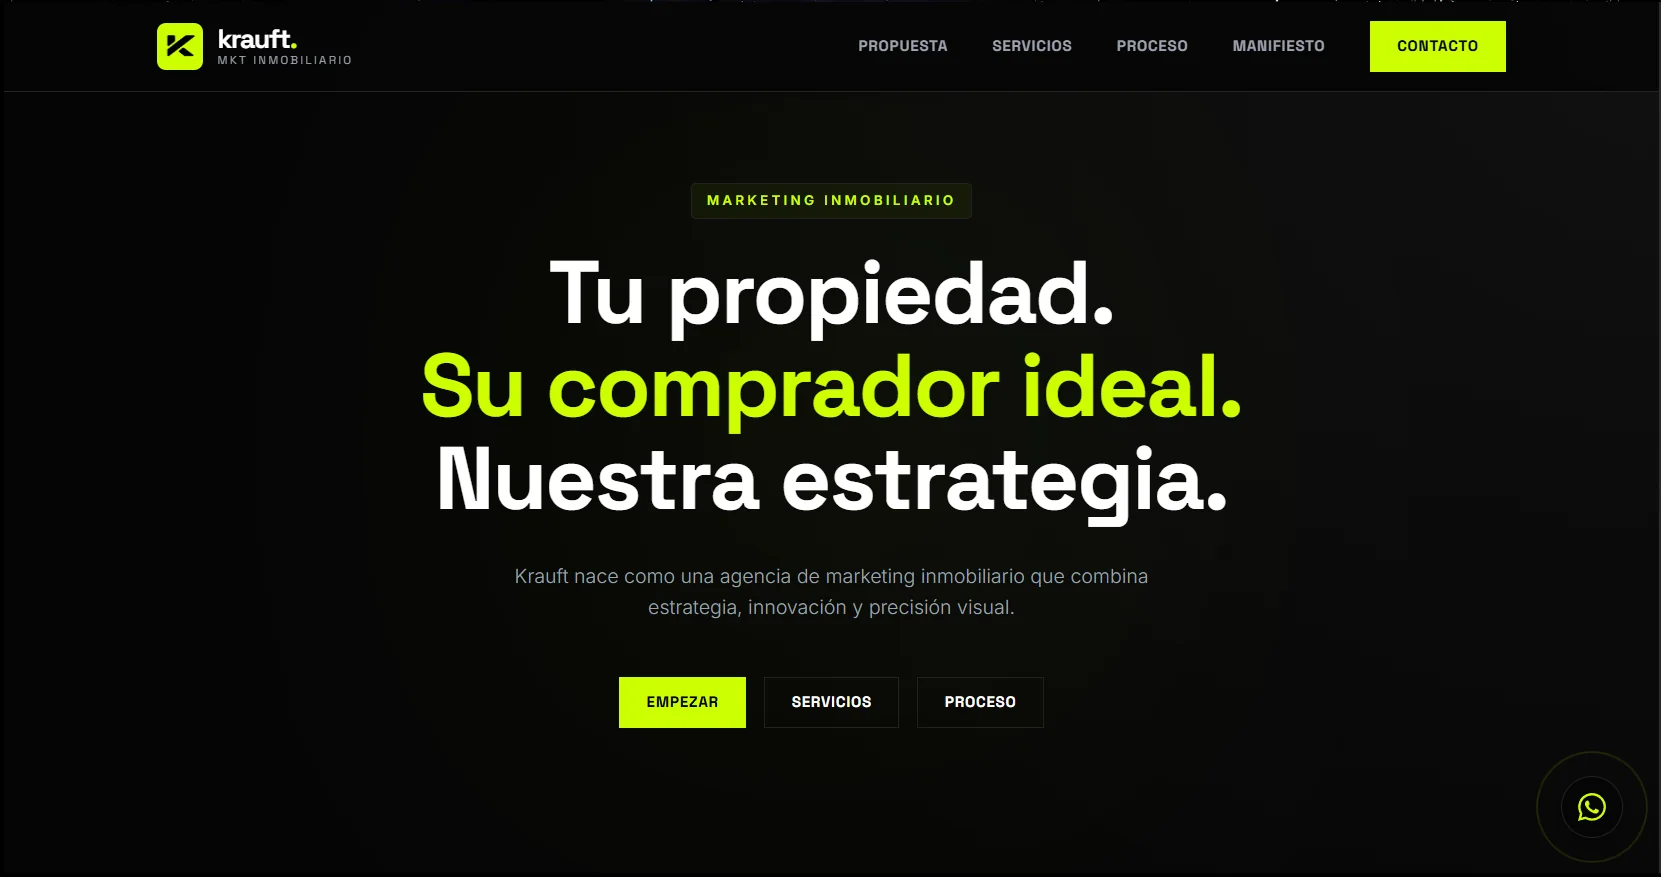 krauft.
MKT INMOBILIARIO
PROPUESTA
SERVICIOS
PROCESO
MANIFIESTO
CONTACTO
MARKETING INMOBILIARIO
Tu propiedad.
Su comprador ideal.
Nuestra estrategia.
Krauft nace como una agencia de marketing inmobiliario que combina
estrategia, innovación y precisión visual.
EMPEZAR
SERVICIOS
PROCESO